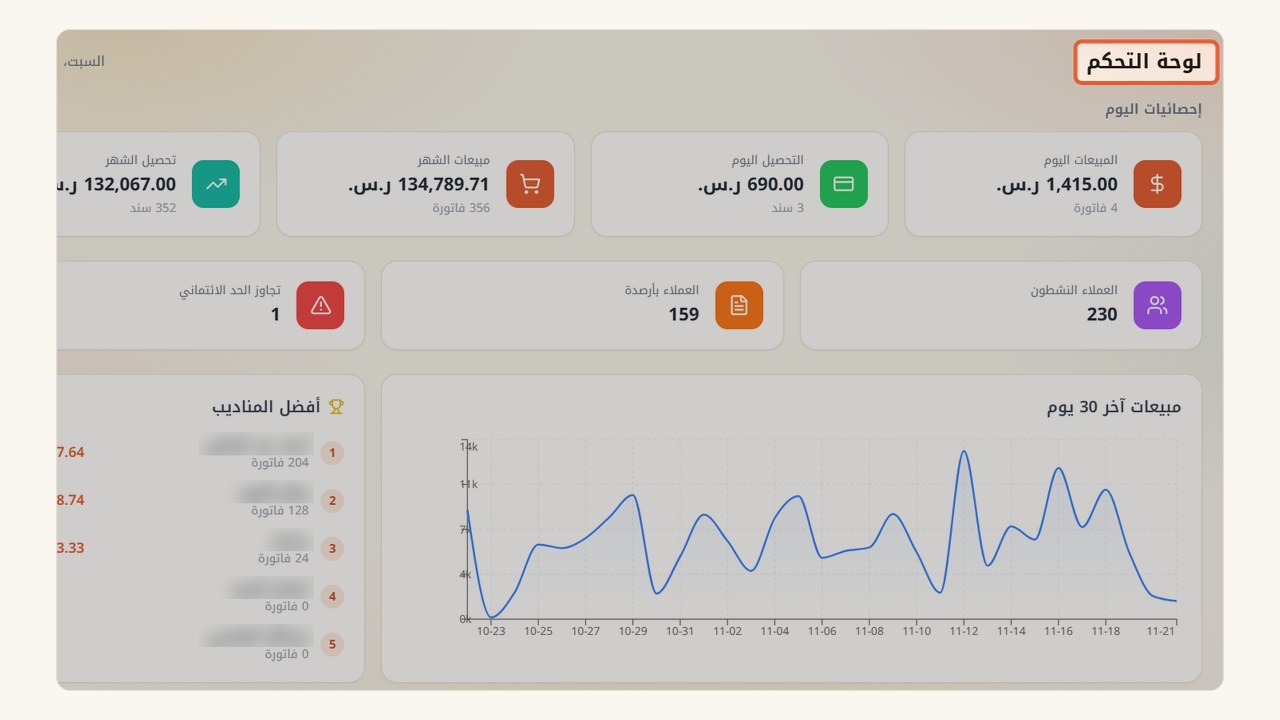 لوحة التحكم
السبت،
إحصائيات اليوم
المبيعات اليوم
1,415.00 ر.س.
4 فاتورة
التحصيل اليوم
690.00 ر.س.
3 سند
مبيعات الشهر
134,789.71 ر.س.
356 فاتورة
تحصيل الشهر
132,067.00 ر.س
352 سند
العملاء النشطون
230
العملاء بأرصدة
159
تجاوز الحد الائتماني
1
مبيعات آخر 30 يوم
14k
11k
7k
4k
0k
10-23 10-25 10-27 10-29 10-31 11-02 11-04 11-06 11-08 11-10 11-12 11-14 11-16 11-18 11-21
أفضل المناديب
1
204 فاتورة
7.64
2
128 فاتورة
8.74
3
24 فاتورة
3.33
4
0 فاتورة
5
0 فاتورة